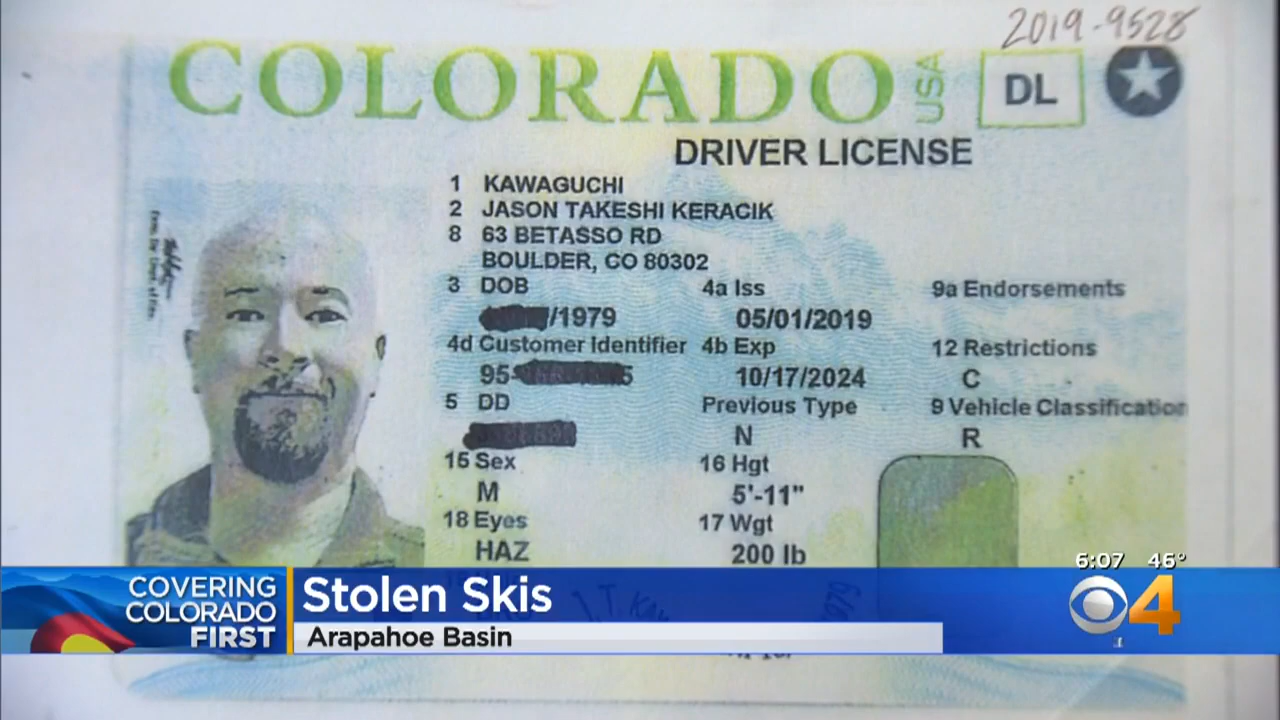 2019-9528
COLORADO USA DL
DRIVER LICENSE
1 KAWAGUCHI
2 JASON TAKESHI KERACIK
8 63 BETASSO RD
BOULDER, CO 80302
3 DOB 4a Iss 9a Endorsements
/1979 05/01/2019
4d Customer Identifier 4b Exp 12 Restrictions
95- 5 10/17/2024 C
5 DD Previous Type 9 Vehicle Classification
N R
15 Sex 16 Hgt
M 5'-11"
18 Eyes 17 Wgt
HAZ 200 lb
6:07 46°
COVERING
COLORADO
FIRST
Stolen Skis
Arapahoe Basin
4